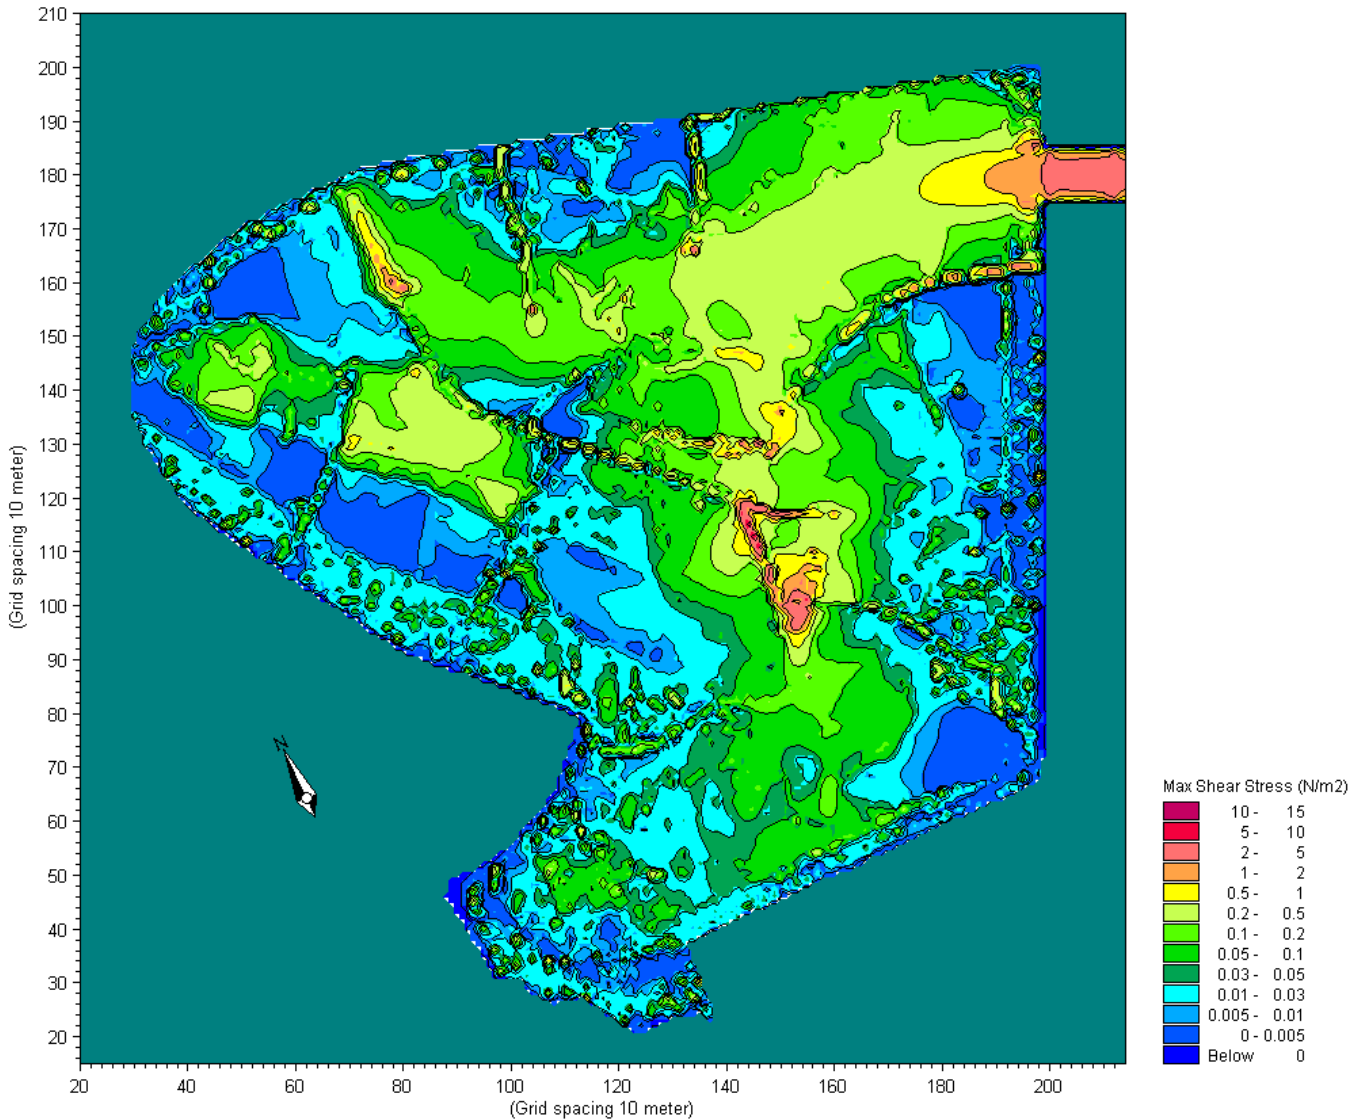 210
200
190
180
170
160
150
140
130
120
110
100
90
80
70
60
50
40
30
20
(Grid spacing 10 meter)
20 40 60 80 100 120 140 160 180 200
(Grid spacing 10 meter)
N
Max Shear Stress (N/m2)
10 - 15
5 - 10
2 - 5
1 - 2
0.5 - 1
0.2 - 0.5
0.1 - 0.2
0.05 - 0.1
0.03 - 0.05
0.01 - 0.03
0.005 - 0.01
0 - 0.005
Below 0